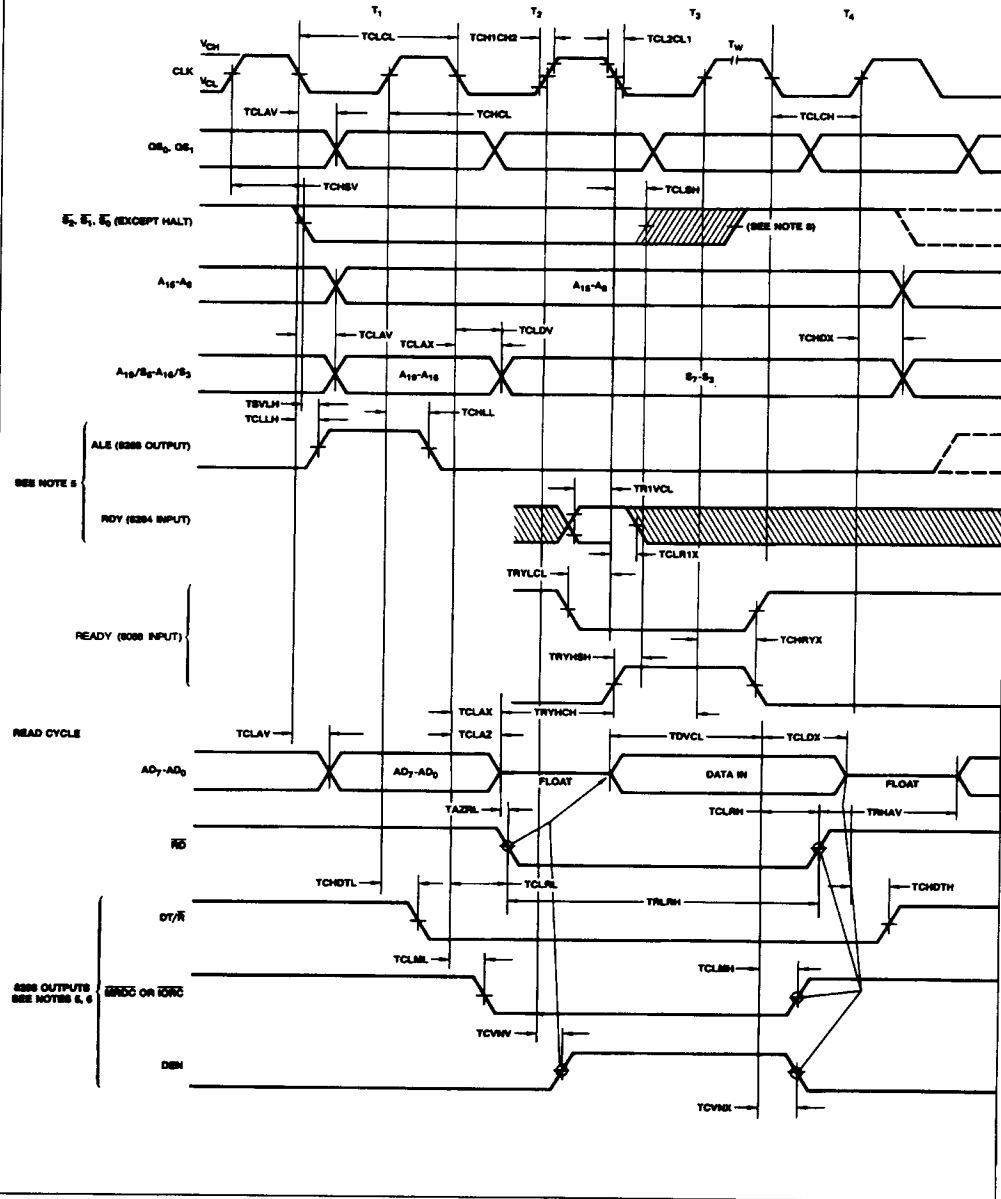 T1 T2 T3 T4
TCLCL TCH1CH2 TCL2CL1
VCH TW
CLK
VCL
TCLAV TCHCL TCLCH
QS0, QS1
TCHSV TCLSH
S2, S1, S0 (EXCEPT HALT) (SEE NOTE 8)
A15-A8 A15-A8
TCLAV TCLDV
TCLAX TCHDX
A19/S6-A16/S3 A19-A16 S7-S3
TSVLH
TCLLH TCHLL
ALE (8288 OUTPUT)
SEE NOTE 5
TR1VCL
RDY (8284 INPUT)
TCLR1X
TRYLCL
READY (8088 INPUT) TCHRYX
TRYHSH
TCLAX TRYHCH
READ CYCLE TCLAV TCLAZ TDVCL TCLDX
AD7-AD0 AD7-AD0 FLOAT DATA IN FLOAT
TAZRL TCLRH TRHAV
RD
TCHDTL TCLRL TRLRH TCHDTH
DT/R
TCLML TCLMH
8288 OUTPUTS
SEE NOTES 5, 6
MRDC OR IORC
TCVNV
DEN
TCVNX